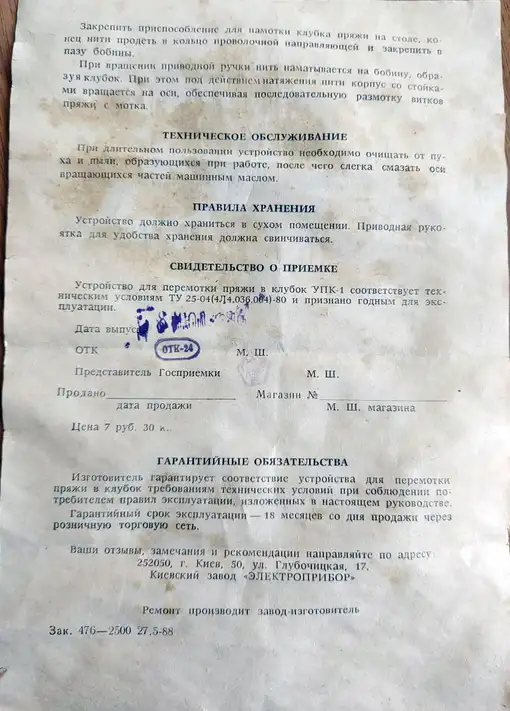 Закрепить приспособление для намотки клубка пряжи на столе, ко-
нец нити продеть в кольцо проволочной направляющей и закрепить в
пазу бобины.
При вращении приводной ручки нить наматывается на бобину, обра-
зуя клубок. При этом под действием натяжения нити корпус со стойка-
ми вращается на оси, обеспечивая последовательную размотку витков
пряжи с мотка.
ТЕХНИЧЕСКОЕ ОБСЛУЖИВАНИЕ
При длительном пользовании устройство необходимо очищать от пу-
ха и пыли, образующихся при работе, после чего слегка смазать оси
вращающихся частей машинным маслом.
ПРАВИЛА ХРАНЕНИЯ
Устройство должно храниться в сухом помещении. Приводная руко-
ятка для удобства хранения должна свинчиваться.
СВИДЕТЕЛЬСТВО О ПРИЕМКЕ
Устройство для перемотки пряжи в клубок УПК-1 соответствует тех-
ническим условиям ТУ 25-04(4Д4.036.004)-80 и признано годным для экс-
плуатации.
Дата выпус
ОТК ОТК-24 М. Ш.
Представитель Госприемки М. Ш.
Продано Магазин №
дата продажи М. Ш. магазина
Цена 7 руб. 30 к.
ГАРАНТИЙНЫЕ ОБЯЗАТЕЛЬСТВА
Изготовитель гарантирует соответствие устройства для перемотки
пряжи в клубок требованиям технических условий при соблюдении по-
требителем правил эксплуатации, изложенных в настоящем руководстве.
Гарантийный срок эксплуатации — 18 месяцев со дня продажи через
розничную торговую сеть.
Ваши отзывы, замечания и рекомендации направляйте по адресу:
252050, г. Киев, 50, ул. Глубочицкая, 17,
Киевский завод «ЭЛЕКТРОПРИБОР»
Ремонт производит завод-изготовитель
Зак. 476—2500 27.5-88